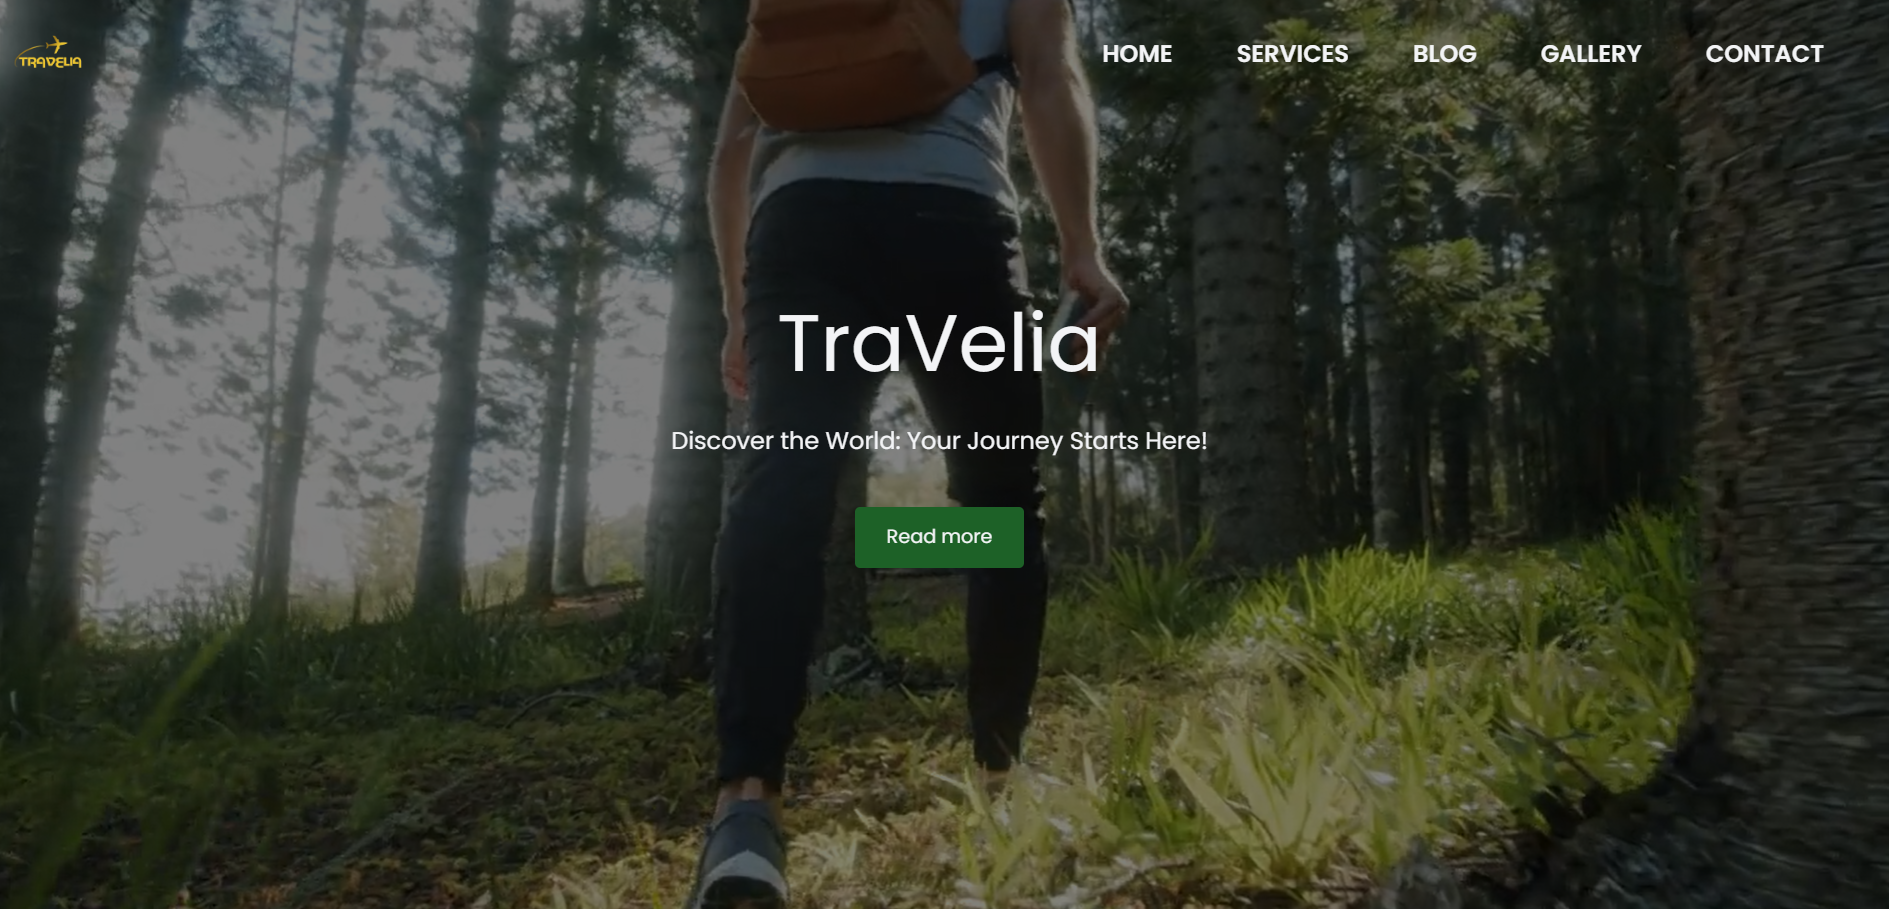 TRAVELIA
HOME SERVICES BLOG GALLERY CONTACT
TraVelia
Discover the World: Your Journey Starts Here!
Read more